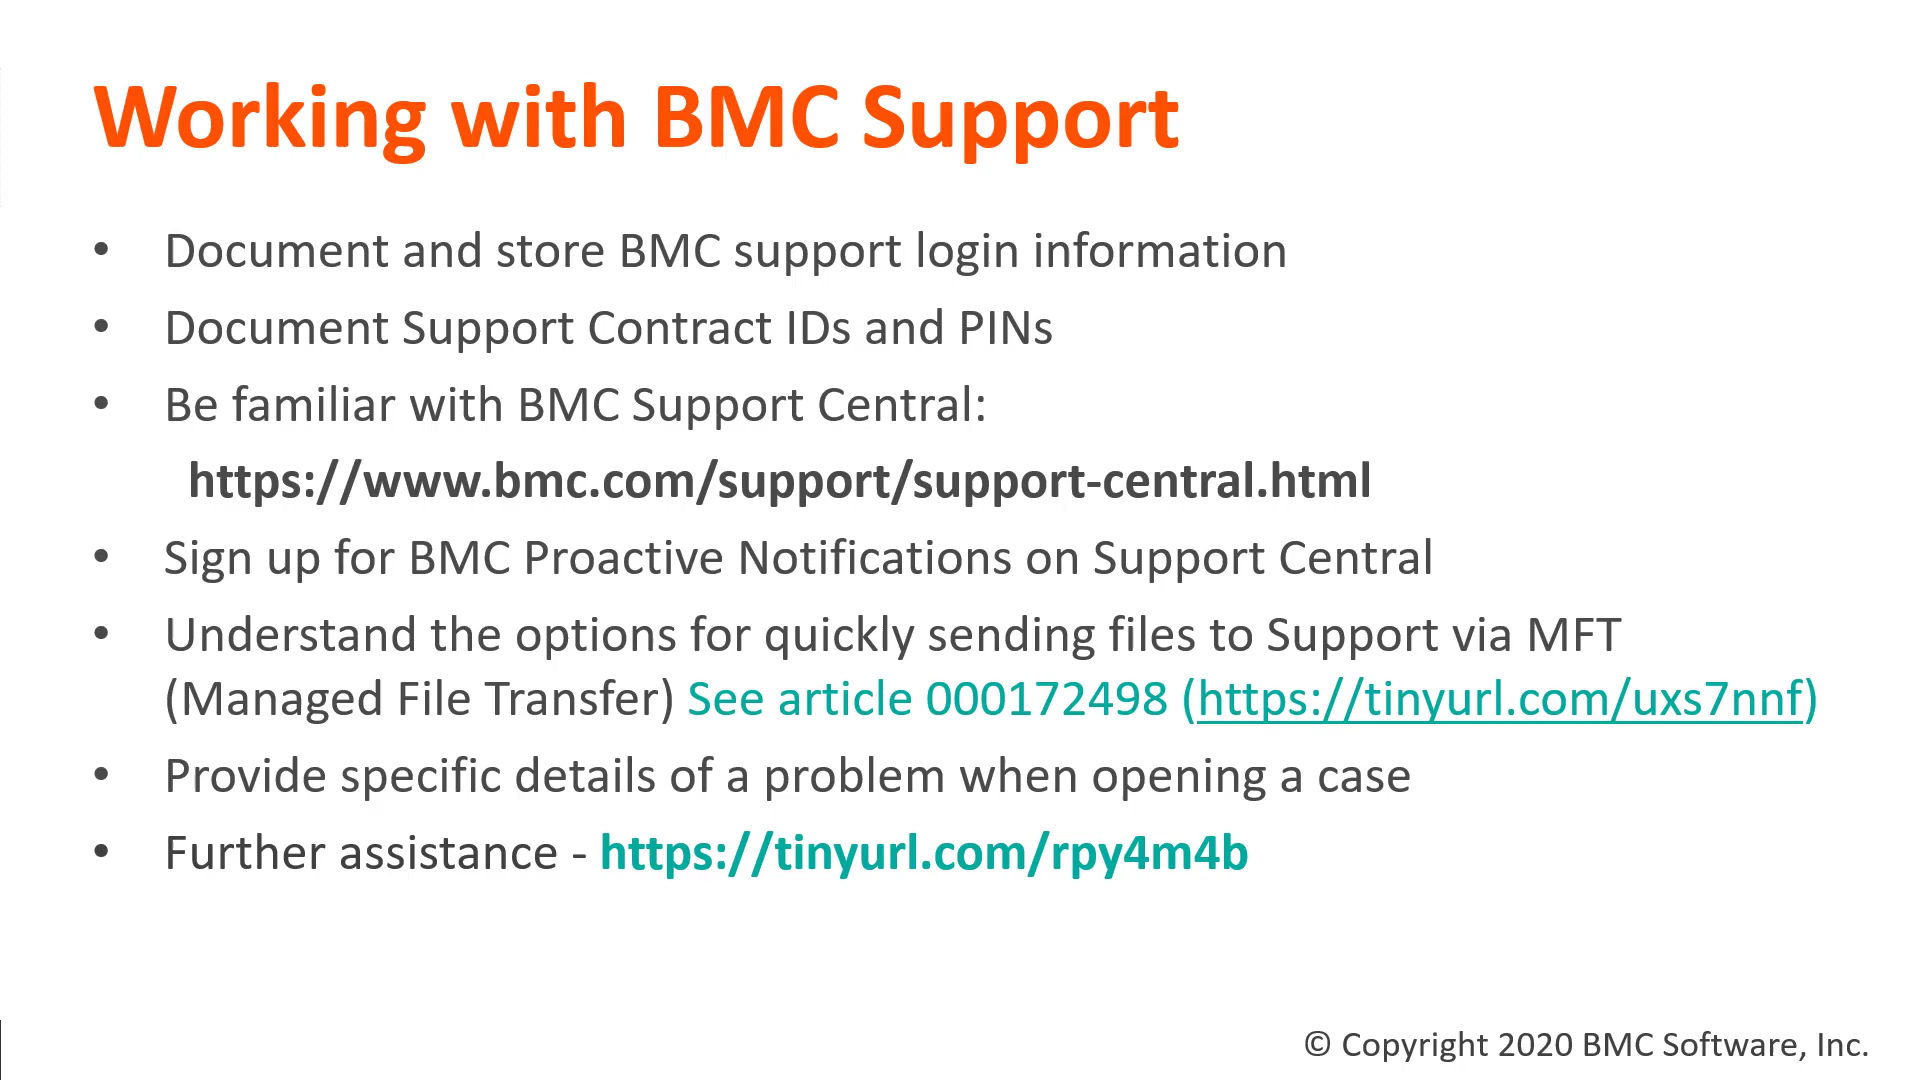 Working with BMC Support
• Document and store BMC support login information
• Document Support Contract IDs and PINs
• Be familiar with BMC Support Central:
https://www.bmc.com/support/support-central.html
• Sign up for BMC Proactive Notifications on Support Central
• Understand the options for quickly sending files to Support via MFT
(Managed File Transfer) See article 000172498 (https://tinyurl.com/uxs7nnf)
• Provide specific details of a problem when opening a case
• Further assistance - https://tinyurl.com/rpy4m4b
© Copyright 2020 BMC Software, Inc.